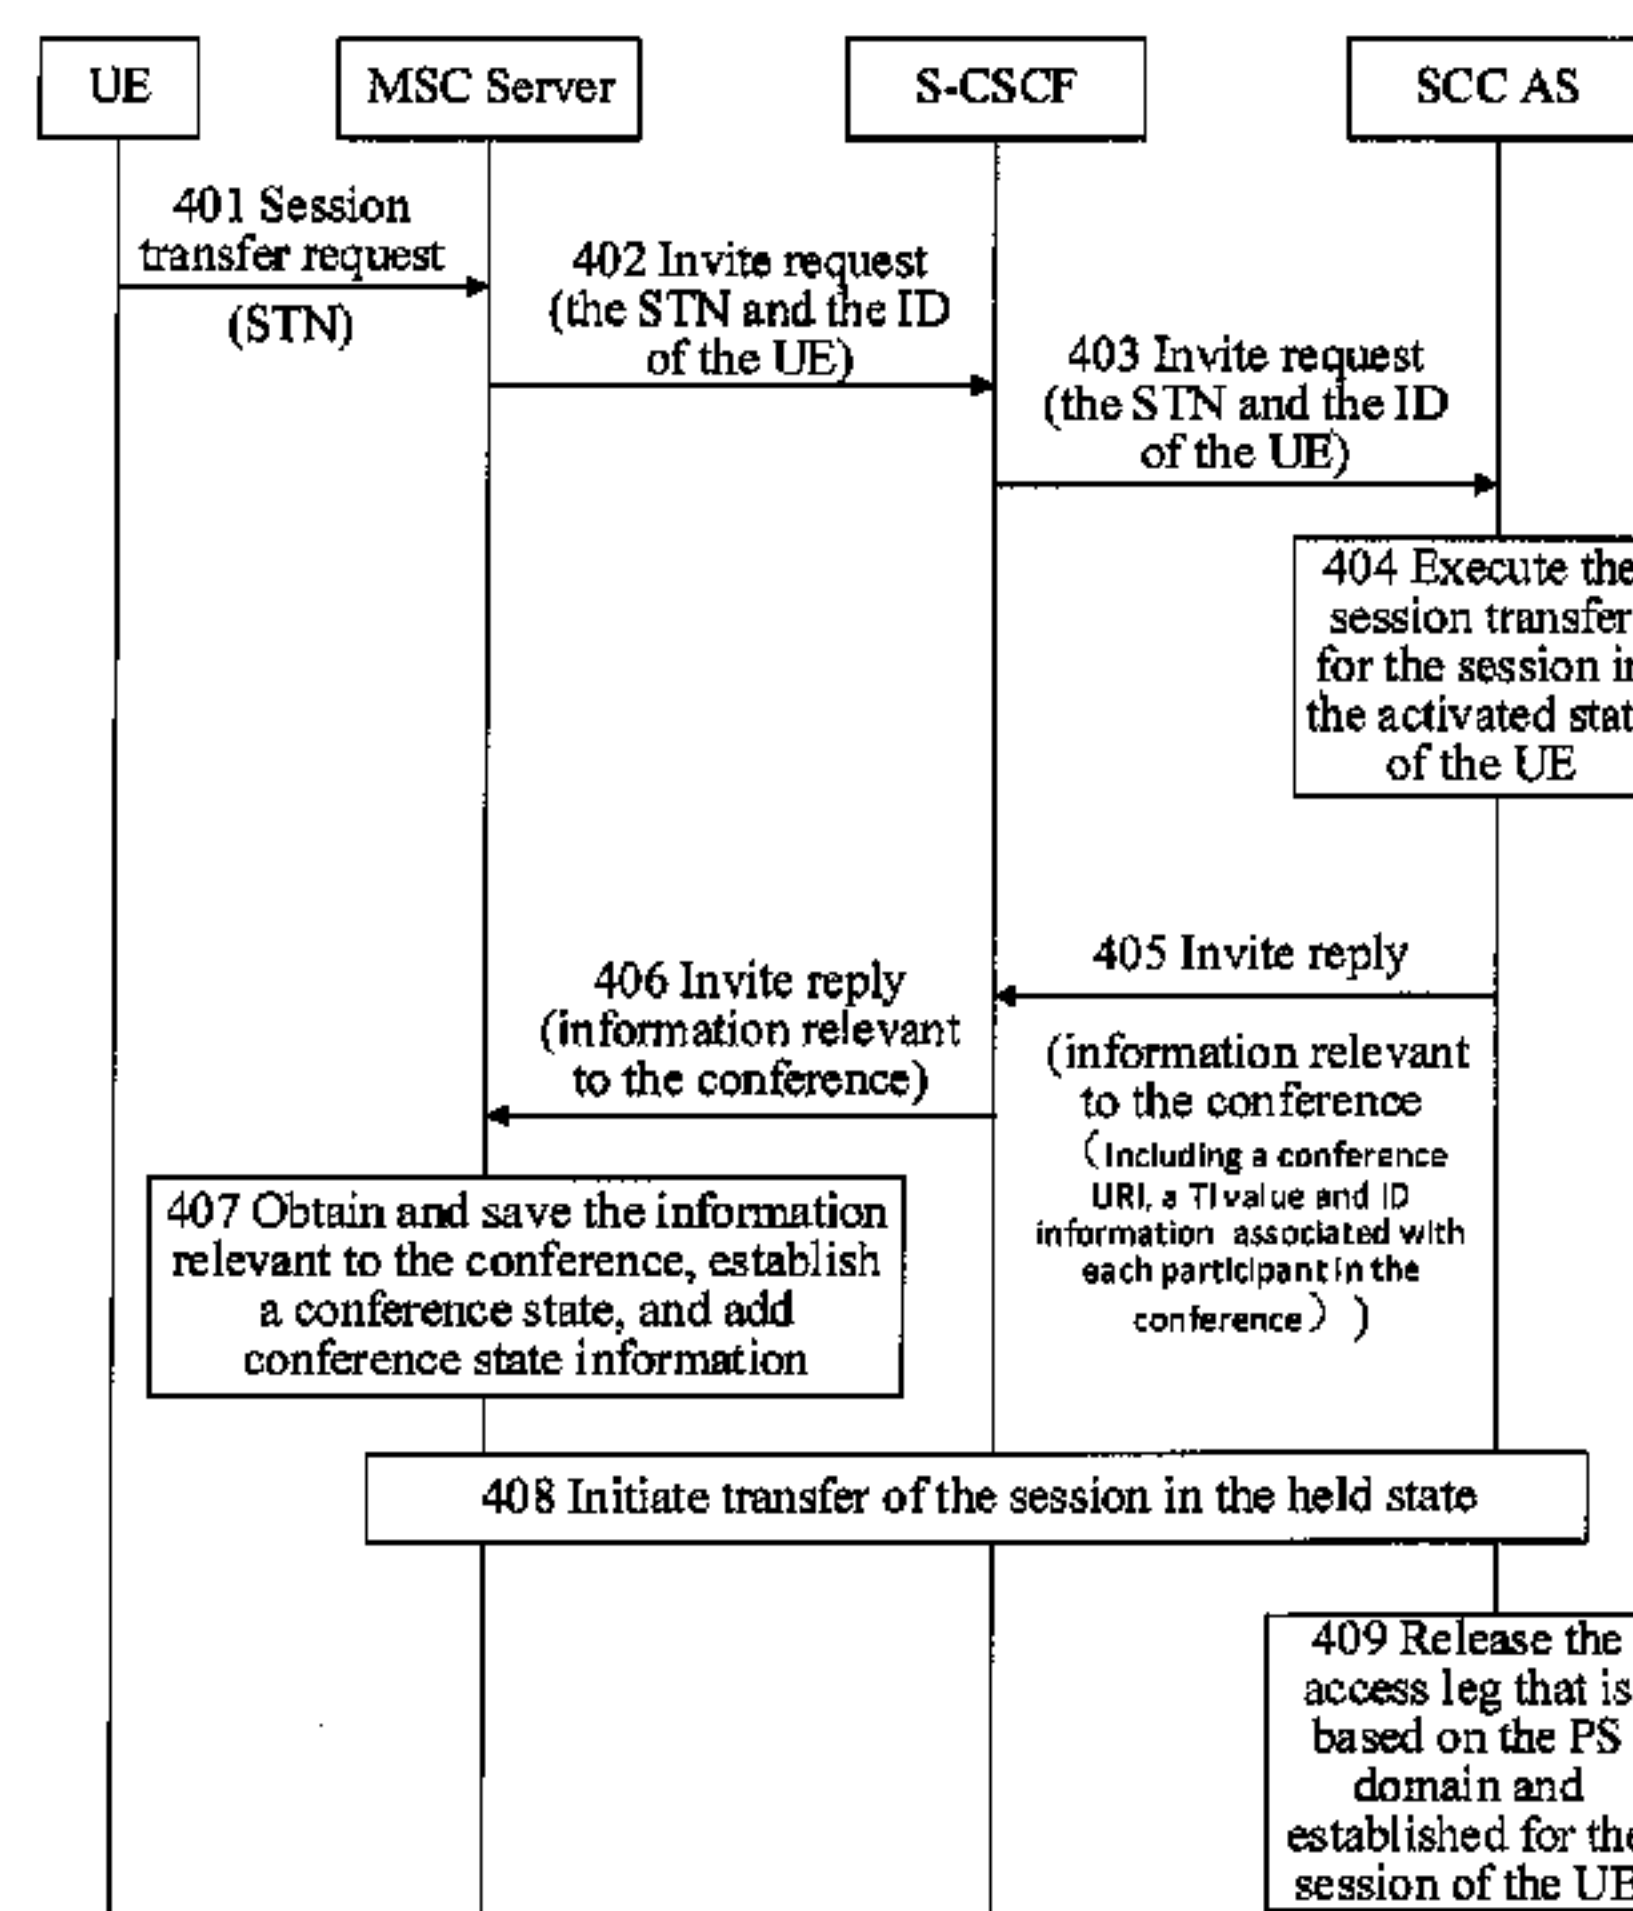 UE
MSC Server
S-CSCF
SCC AS
401 Session
transfer request
(STN)
402 Invite request
(the STN and the ID
of the UE)
403 Invite request
(the STN and the ID
of the UE)
404 Execute the
session transfer
for the session in
the activated stat
of the UE
405 Invite reply
(information relevant
to the conference
(Including a conference
URI, a TI value and ID
information associated with
each participant in the
conference) )
406 Invite reply
(information relevant
to the conference)
407 Obtain and save the information
relevant to the conference, establish
a conference state, and add
conference state information
408 Initiate transfer of the session in the held state
409 Release the
access leg that is
based on the PS
domain and
established for the
session of the UE